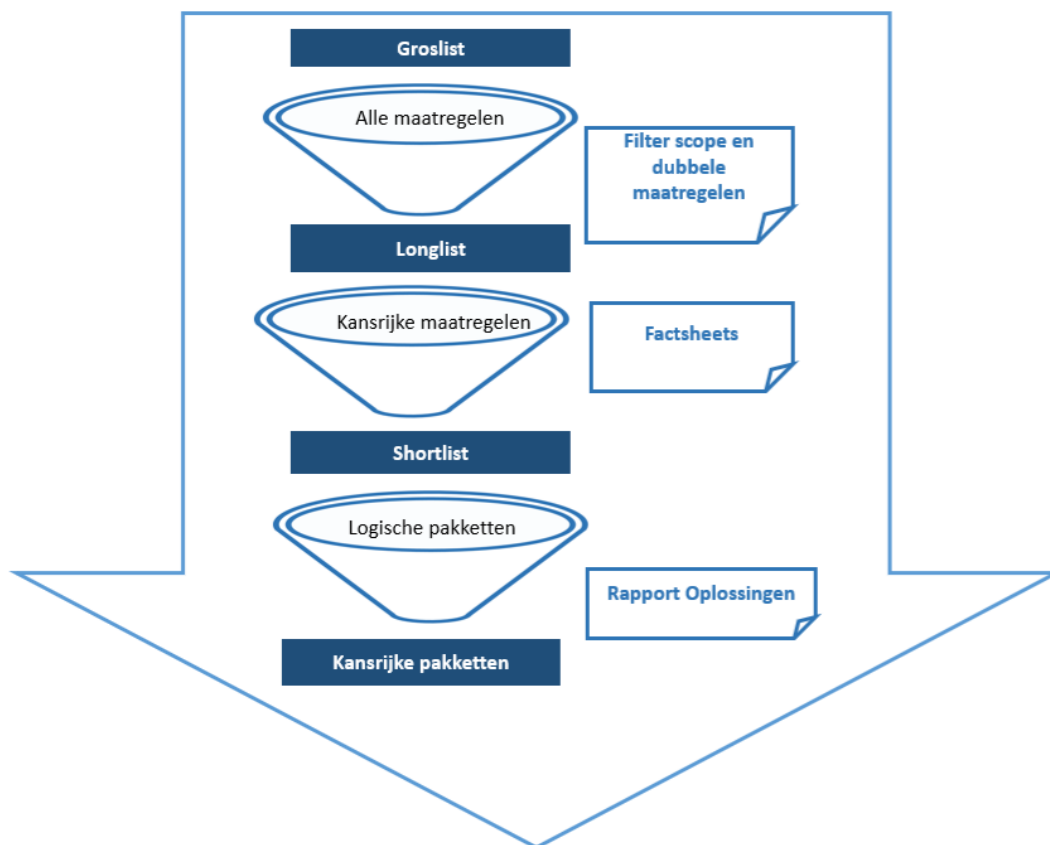 Groslist
Alle maatregelen
Filter scope en
dubbele
maatregelen
Longlist
Kansrijke maatregelen
Factsheets
Shortlist
Logische pakketten
Rapport Oplossingen
Kansrijke pakketten